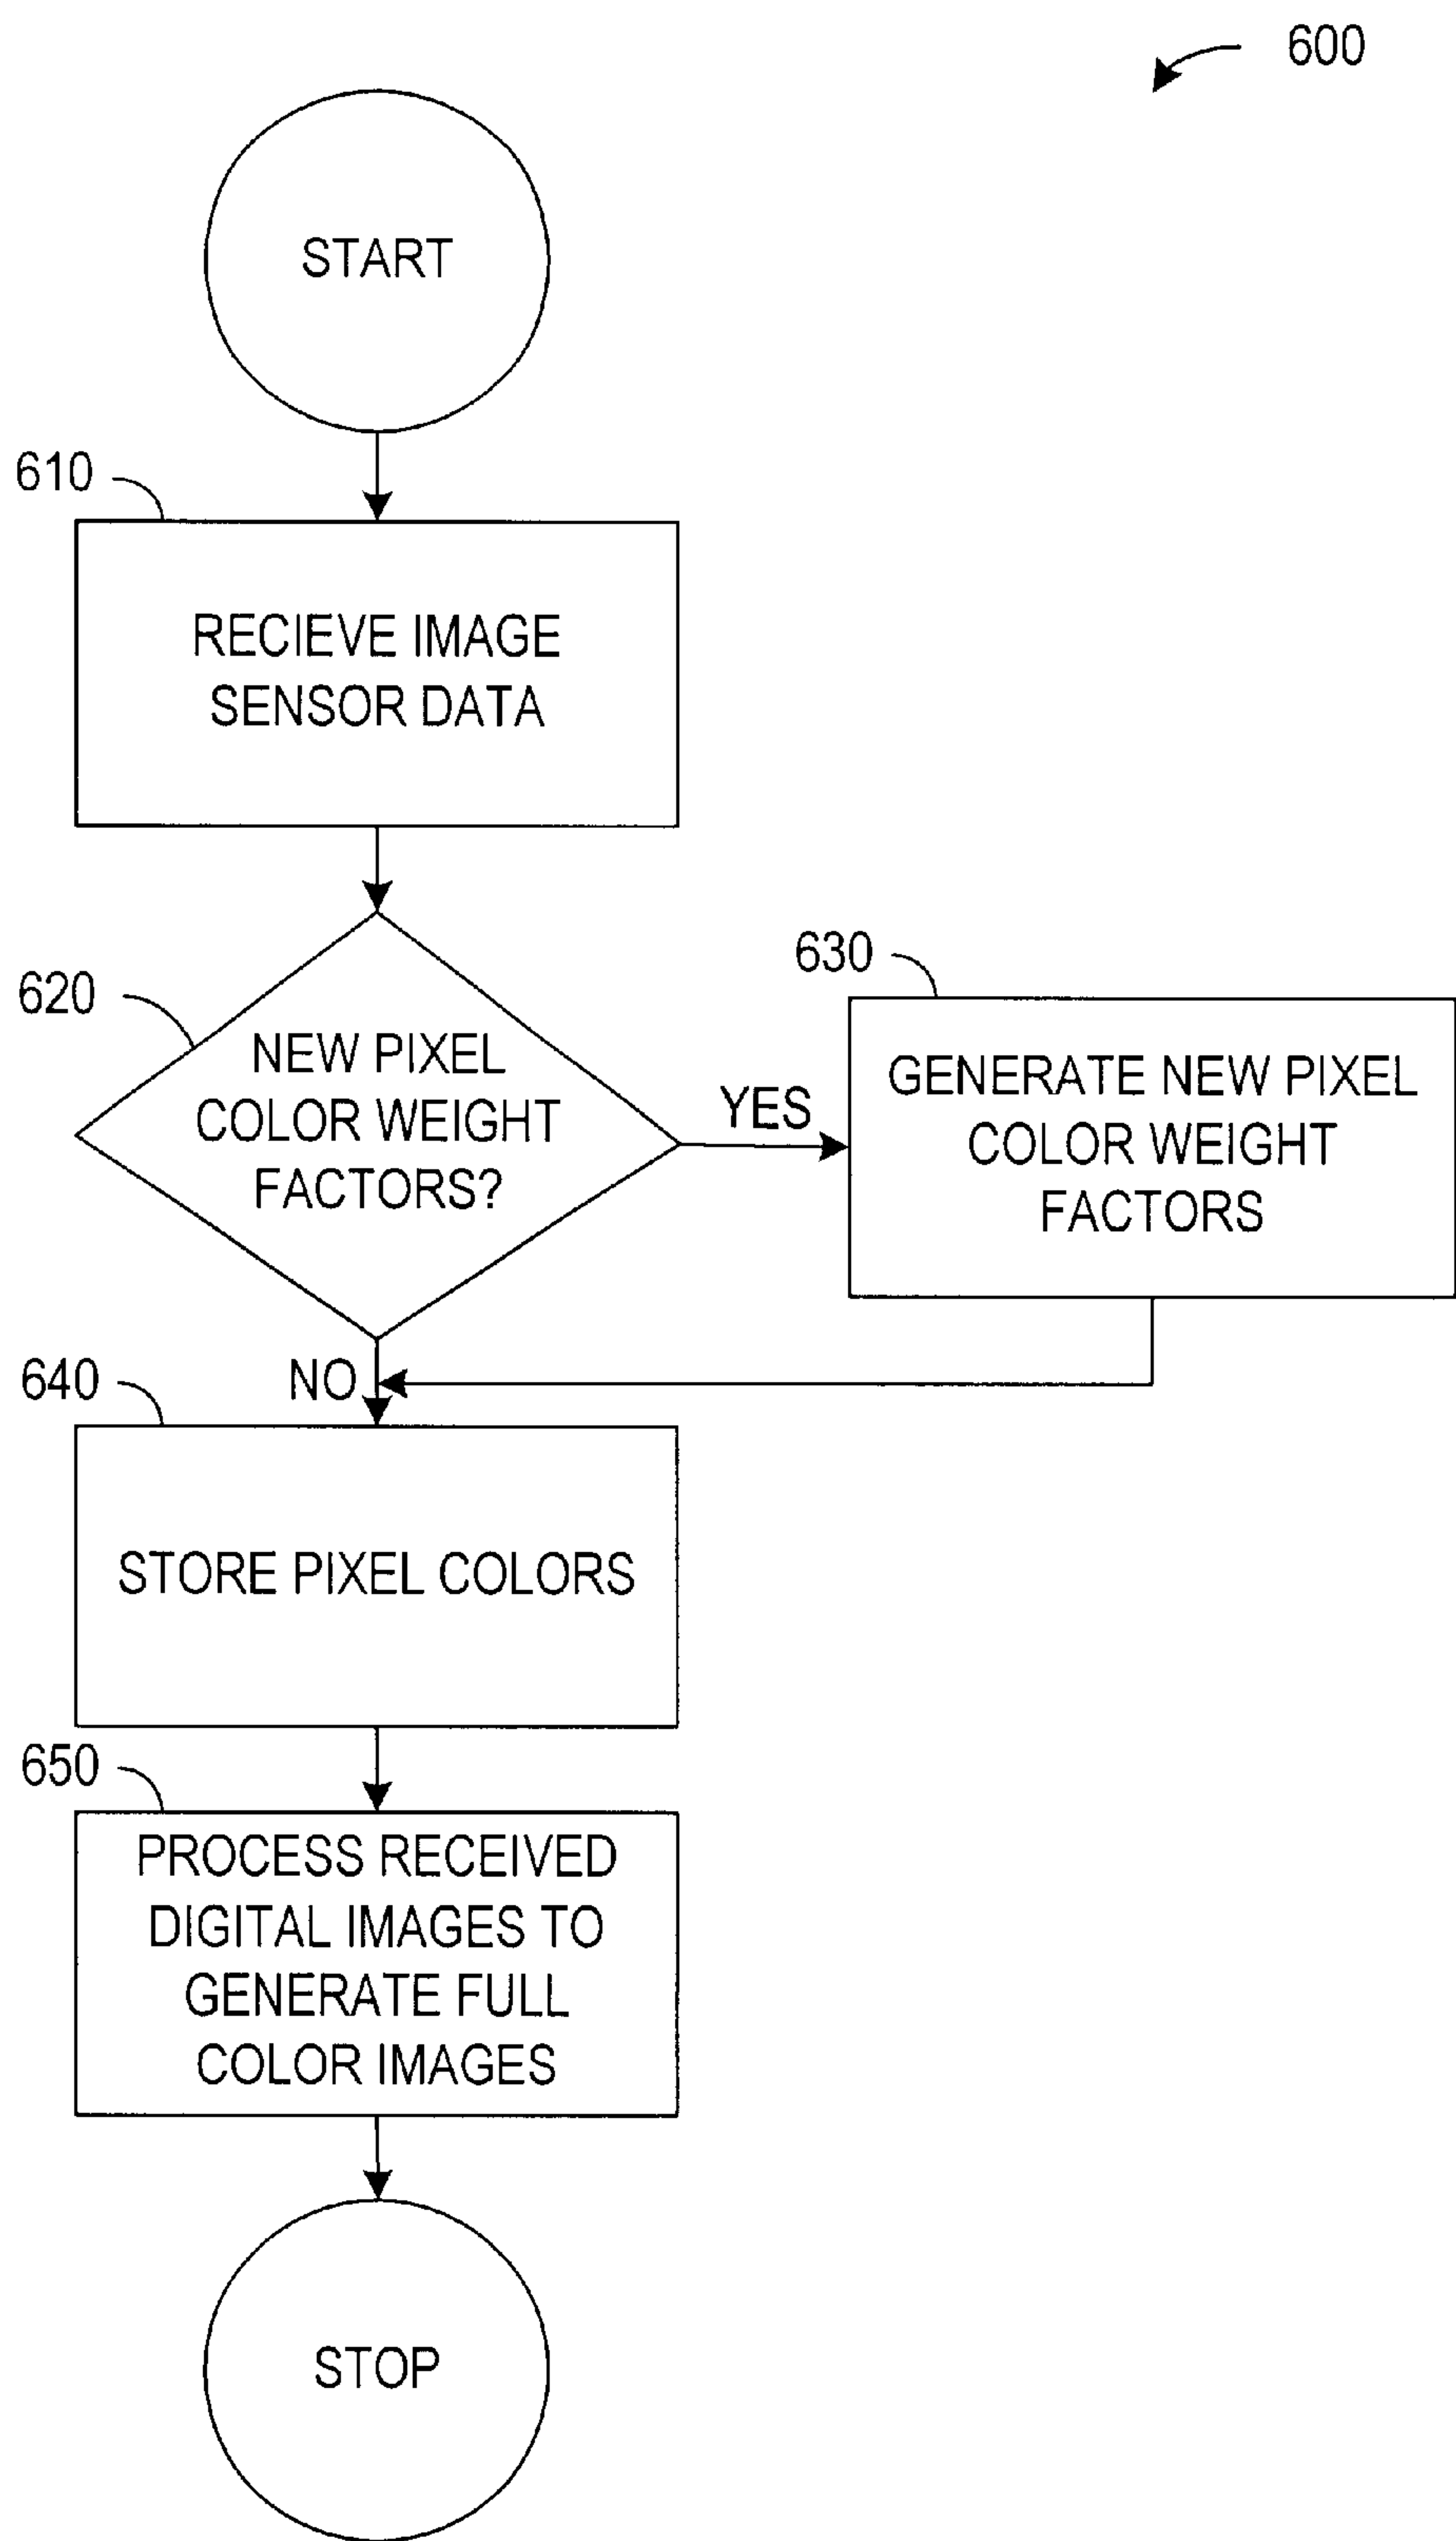 600
START
610
RECIEVE IMAGE
SENSOR DATA
620
NEW PIXEL
COLOR WEIGHT
FACTORS?
YES
630
GENERATE NEW PIXEL
COLOR WEIGHT
FACTORS
NO
640
STORE PIXEL COLORS
650
PROCESS RECEIVED
DIGITAL IMAGES TO
GENERATE FULL
COLOR IMAGES
STOP